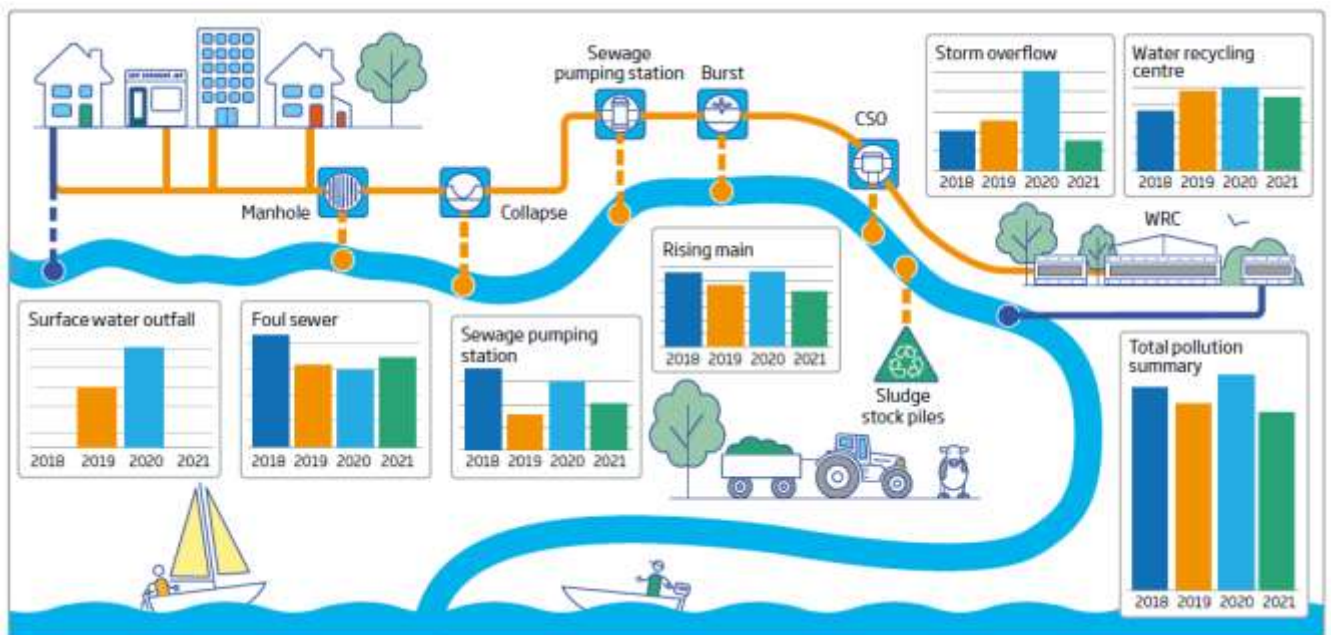 Sewage
pumping station
Burst
CSO
Manhole
Collapse
Storm overflow
2018 2019 2020 2021
Water recycling
centre
2018 2019 2020 2021
WRC
Surface water outfall
2018 2019 2020 2021
Foul sewer
2018 2019 2020 2021
Sewage pumping
station
2018 2019 2020 2021
Rising main
2018 2019 2020 2021
Sludge
stock piles
Total pollution
summary
2018 2019 2020 2021